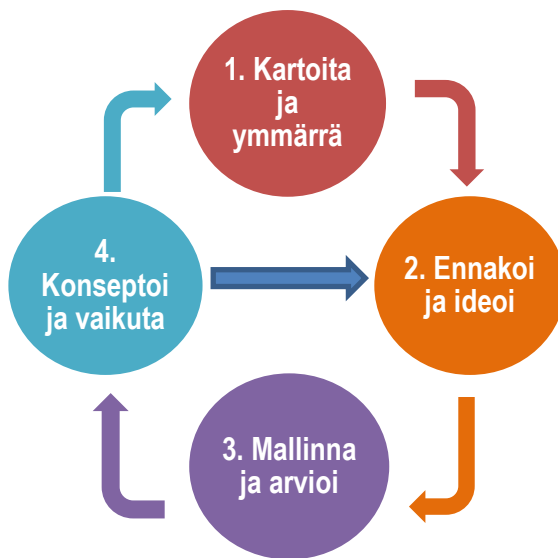 1. Kartoita
ja
ymmärrä
2. Ennakoi
ja ideoi
3. Mallinna
ja arvioi
4.
Konseptoi
ja vaikuta